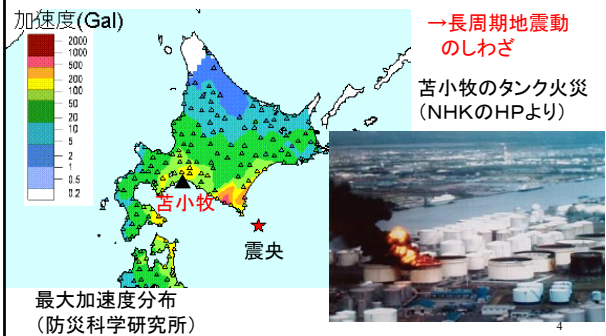 加速度(Gal)
2000
1000
500
200
100
50
20
10
5
2
1
0.5
0.2
苫小牧
震央
最大加速度分布
(防災科学研究所)
→長周期地震動
のしわざ
苫小牧のタンク火災
(NHKのHPより)
4